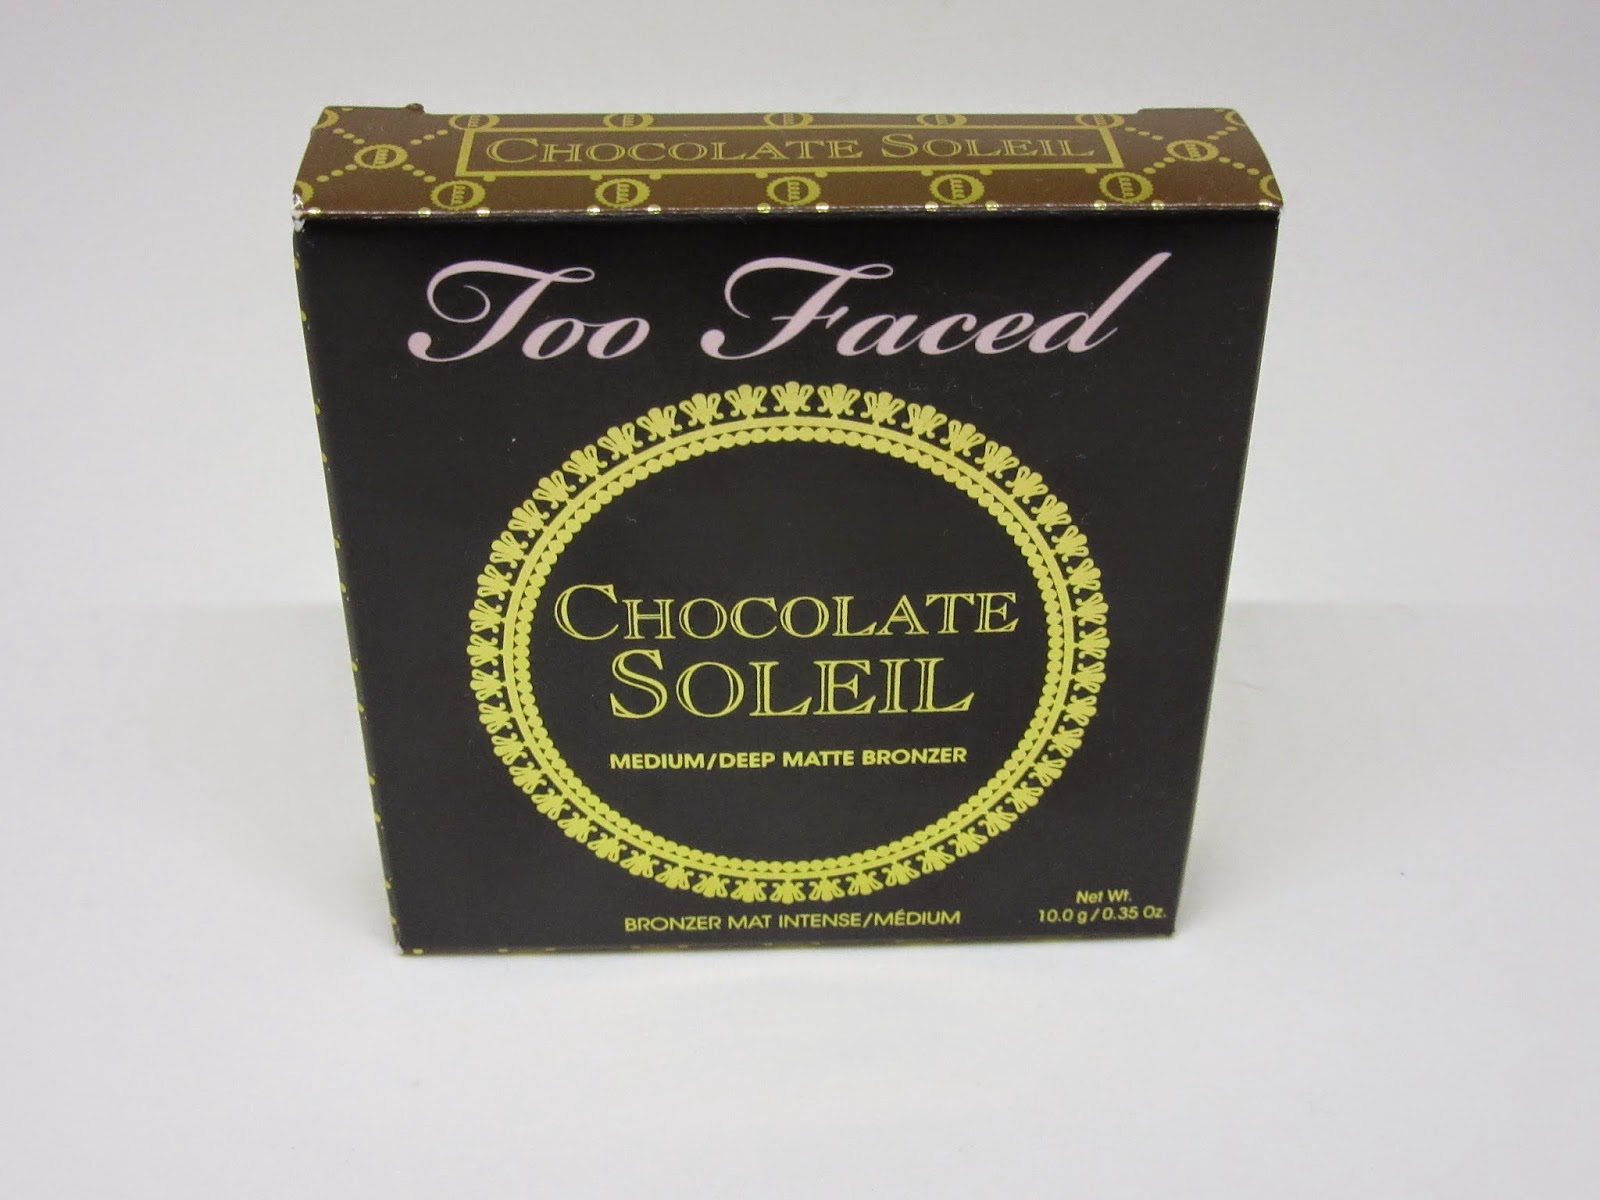 CHOCOLATE SOLEIL
Too Faced
CHOCOLATE
SOLEIL
MEDIUM/DEEP MATTE BRONZER
BRONZER MAT INTENSE/MÉDIUM
Net Wt.
10.0 g / 0.35 Oz.